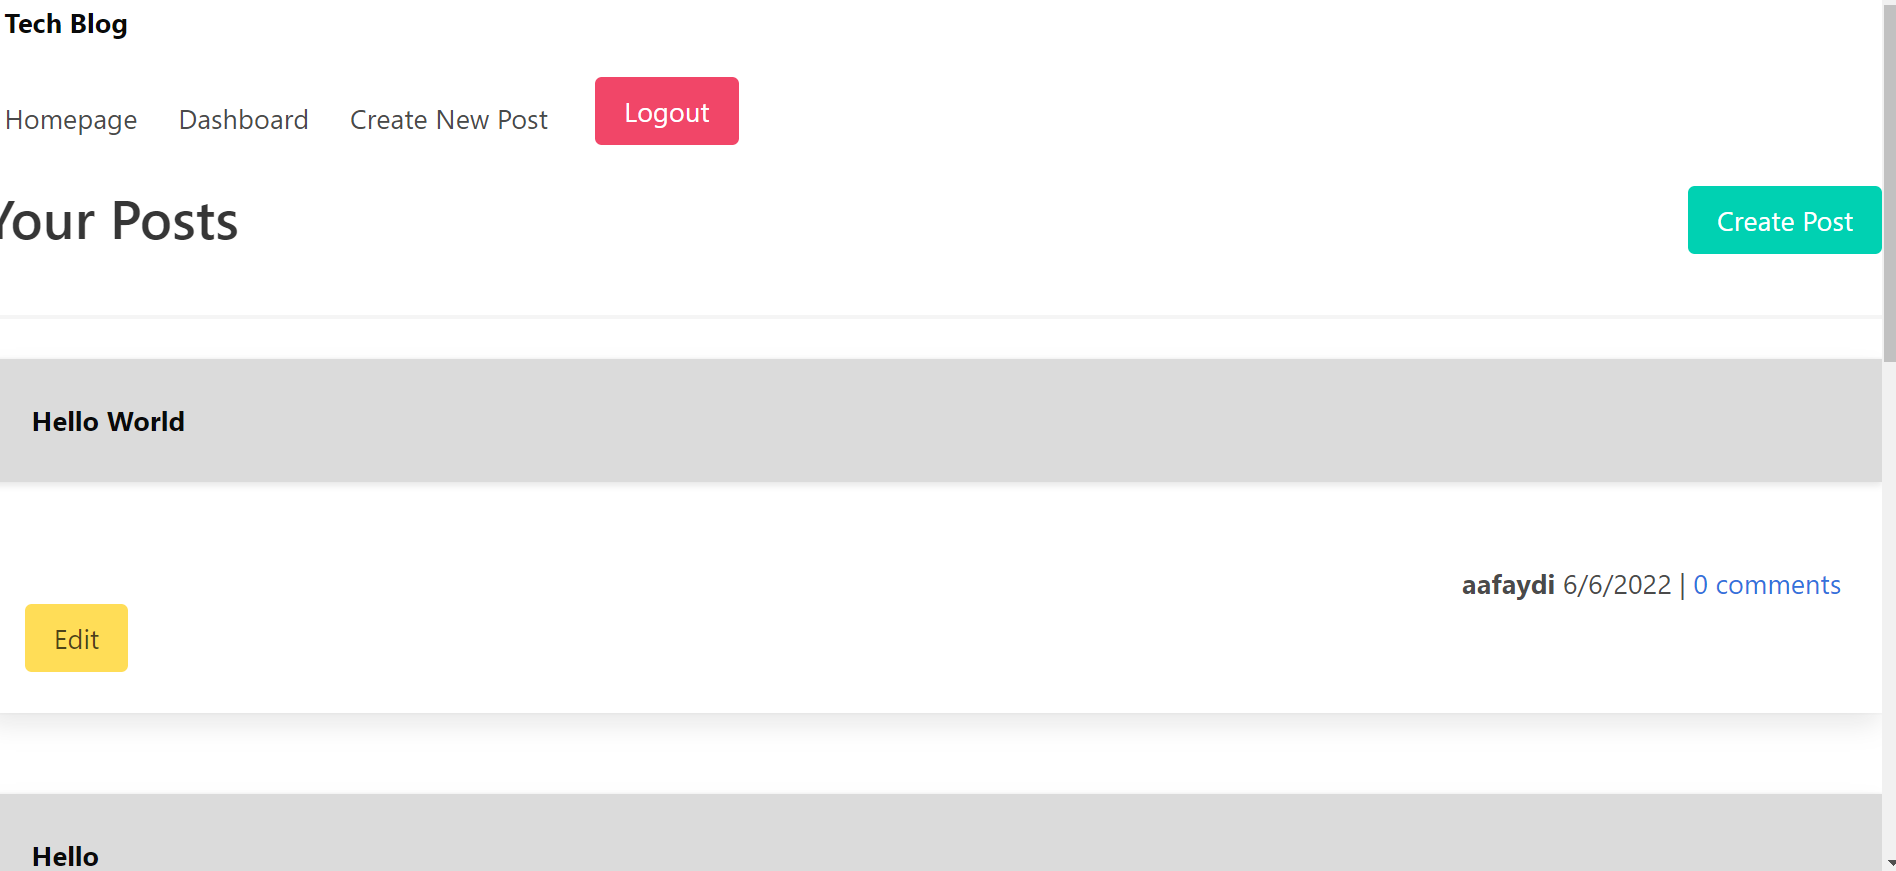 Tech Blog
Homepage Dashboard Create New Post Logout
Your Posts Create Post
Hello World
aafaydi 6/6/2022 | 0 comments
Edit
Hello